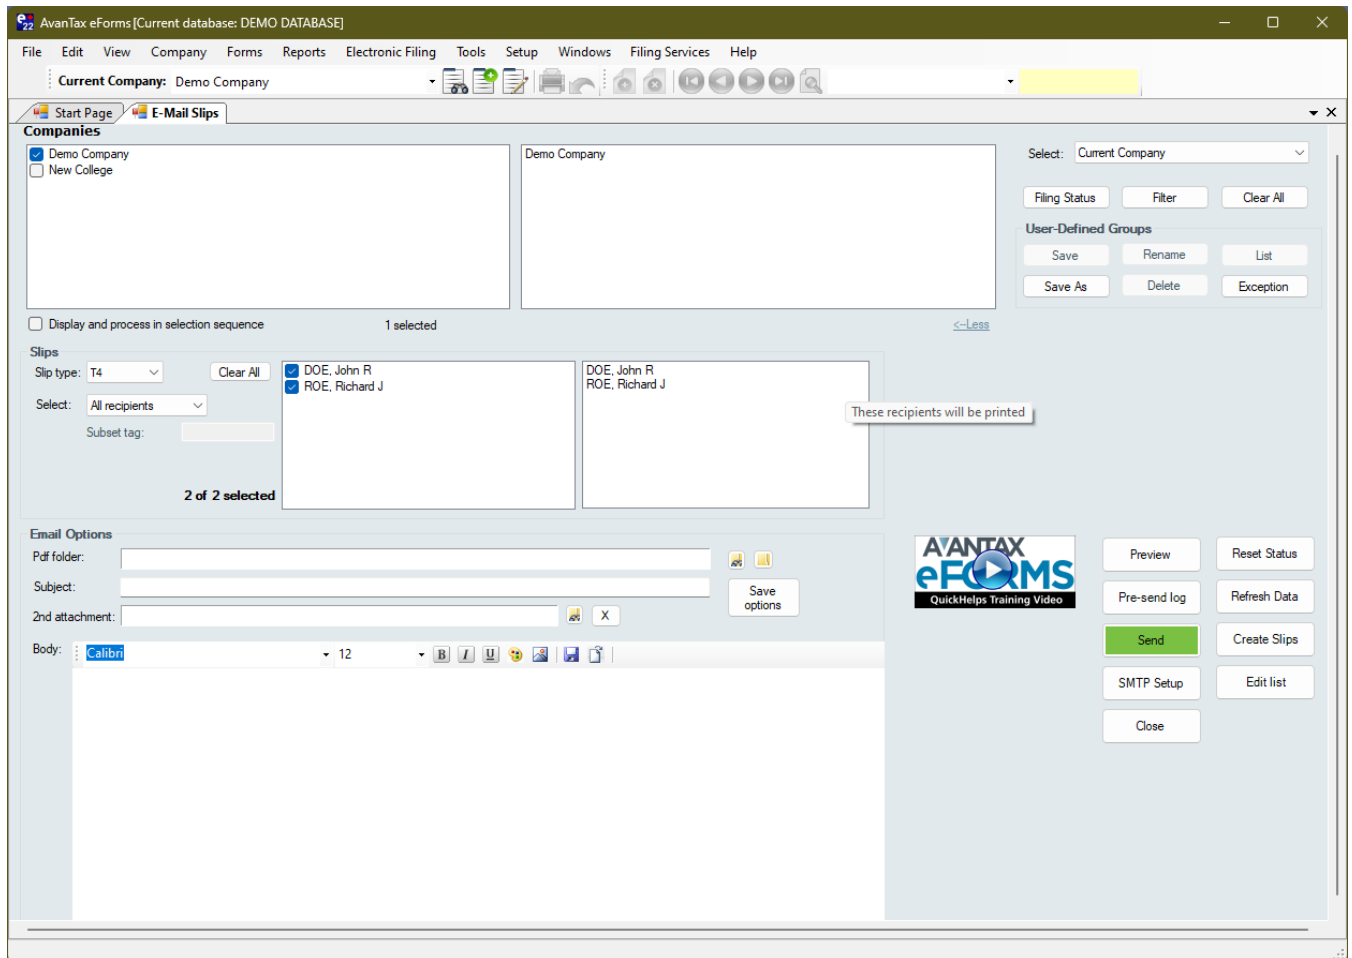 AvanTax eForms [Current database: DEMO DATABASE]
File Edit View Company Forms Reports Electronic Filing Tools Setup Windows Filing Services Help
Current Company: Demo Company
Start Page E-Mail Slips
Companies
Demo Company
New College
Demo Company
Select: Current Company
Filing Status Filter Clear All
User-Defined Groups
Save Rename List
Save As Delete Exception
Display and process in selection sequence 1 selected <--Less
Slips
Slip type: T4 Clear All
Select: All recipients
Subset tag:
2 of 2 selected
DOE, John R
ROE, Richard J
DOE, John R
ROE, Richard J
These recipients will be printed
Email Options
Pdf folder:
Subject:
Save options
2nd attachment: X
Body: Calibri 12 B I U
AVANTAX
eFORMS
QuickHelps Training Video
Preview Reset Status
Pre-send log Refresh Data
Send Create Slips
SMTP Setup Edit list
Close